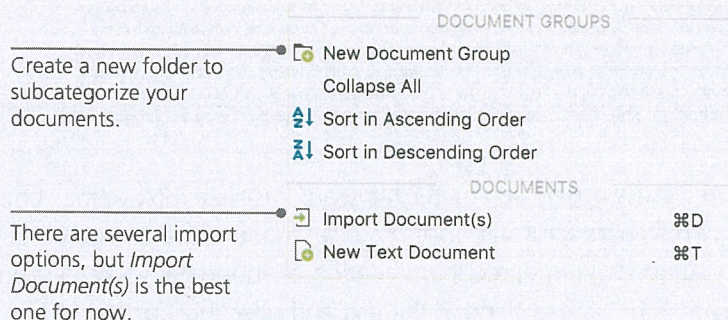 DOCUMENT GROUPS
Create a new folder to
subcategorize your
documents.
New Document Group
Collapse All
Sort in Ascending Order
Sort in Descending Order
DOCUMENTS
There are several import
options, but Import
Document(s) is the best
one for now.
Import Document(s) ⌘D
New Text Document ⌘T